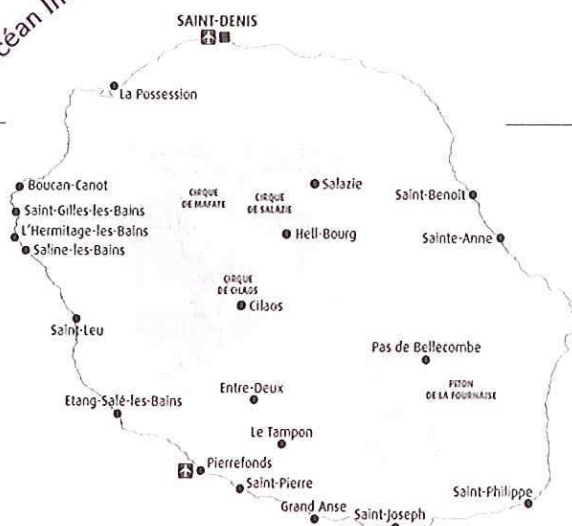 céan In
SAINT-DENIS
La Possession
Boucan-Canot
Salazie
CIRQUE
DE MAFATE
CIRQUE
DE SALAZIE
Saint-Benoît
Saint-Gilles-les-Bains
L'Hermitage-les-Bains
Hell-Bourg
Sainte-Anne
Saline-les-Bains
CIRQUE
DE CILAOS
Cilaos
Saint-Leu
Pas de Bellecombe
PITON
DE LA FOURNAISE
Entre-Deux
Etang-Salé-les-Bains
Le Tampon
Pierrefonds
Saint-Pierre
Saint-Philippe
Grand Anse
Saint-Joseph